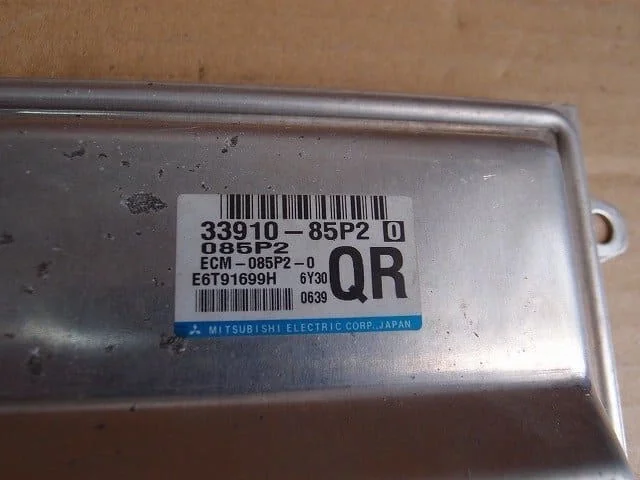 33910-85P2 0
085P2
ECM-085P2-0
E6T91699H 6Y30
QR
0639
MITSUBISHI ELECTRIC CORP., JAPAN